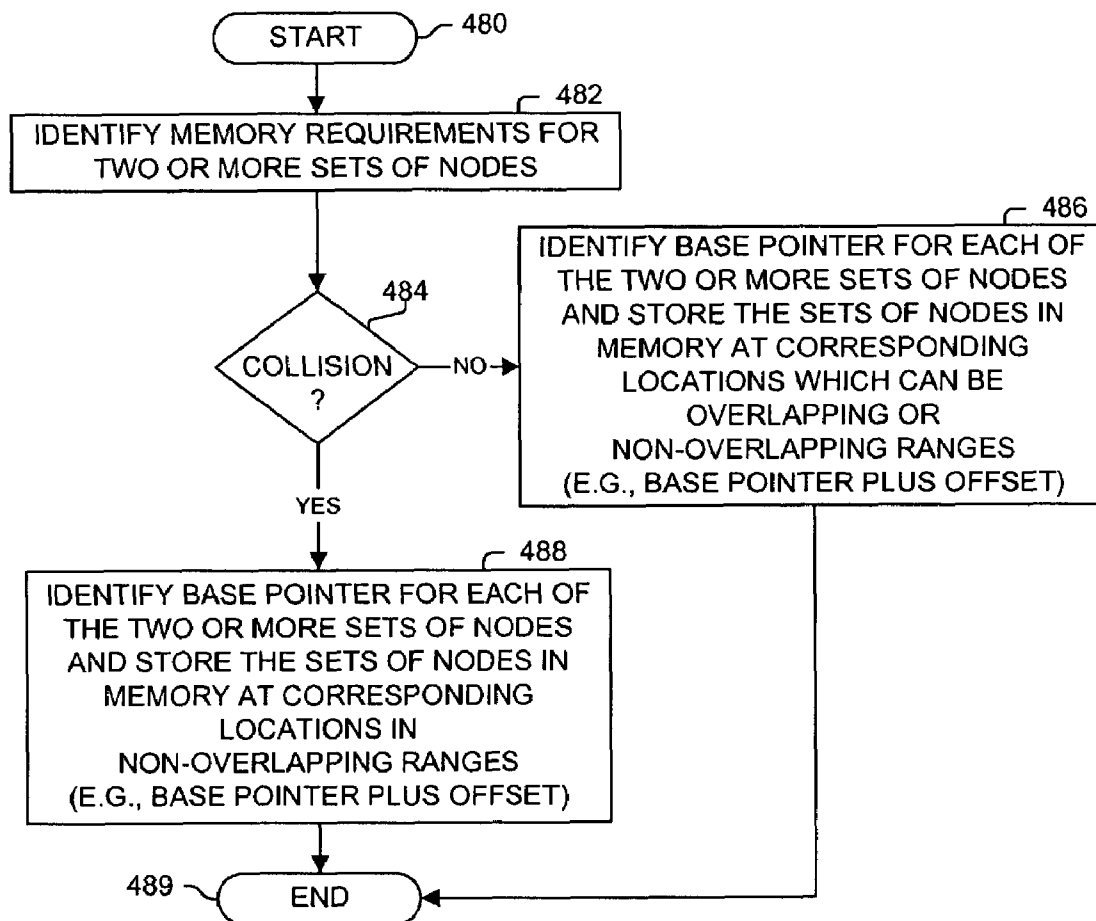 START
480
482
IDENTIFY MEMORY REQUIREMENTS FOR
TWO OR MORE SETS OF NODES
484
COLLISION
?
NO
YES
486
IDENTIFY BASE POINTER FOR EACH OF
THE TWO OR MORE SETS OF NODES
AND STORE THE SETS OF NODES IN
MEMORY AT CORRESPONDING
LOCATIONS WHICH CAN BE
OVERLAPPING OR
NON-OVERLAPPING RANGES
(E.G., BASE POINTER PLUS OFFSET)
488
IDENTIFY BASE POINTER FOR EACH OF
THE TWO OR MORE SETS OF NODES
AND STORE THE SETS OF NODES IN
MEMORY AT CORRESPONDING
LOCATIONS IN
NON-OVERLAPPING RANGES
(E.G., BASE POINTER PLUS OFFSET)
489
END